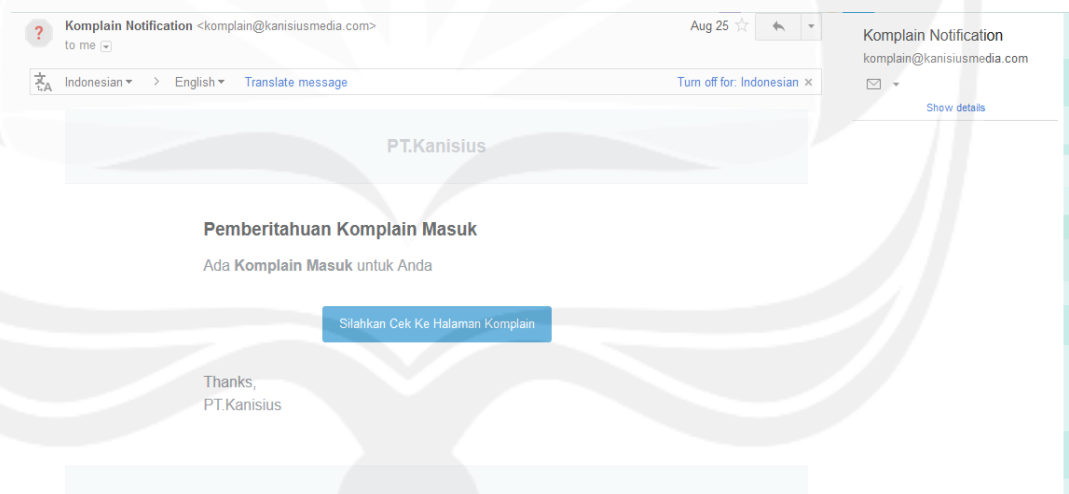 Komplain Notification <komplain@kanisiusmedia.com>
Aug 25
to me
Indonesian > English Translate message
Turn off for: Indonesian ×
Komplain Notification
komplain@kanisiusmedia.com
Show details
PT.Kanisius
Pemberitahuan Komplain Masuk
Ada Komplain Masuk untuk Anda
Silahkan Cek Ke Halaman Komplain
Thanks,
PT.Kanisius